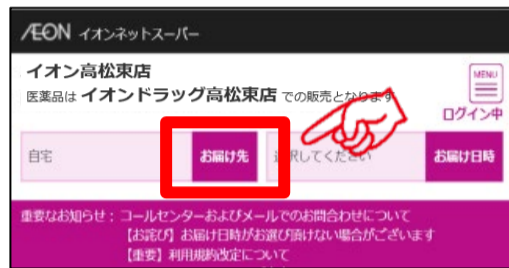 ÆON イオンネットスーパー
イオン高松東店
医薬品は イオンドラッグ高松東店 での販売となります
MENU
ログイン中
自宅 お届け先 選択してください お届け日時
重要なお知らせ： コールセンターおよびメールでのお問合わせについて
【お詫び】お届け日時がお選び頂けない場合がございます
【重要】利用規約改定について